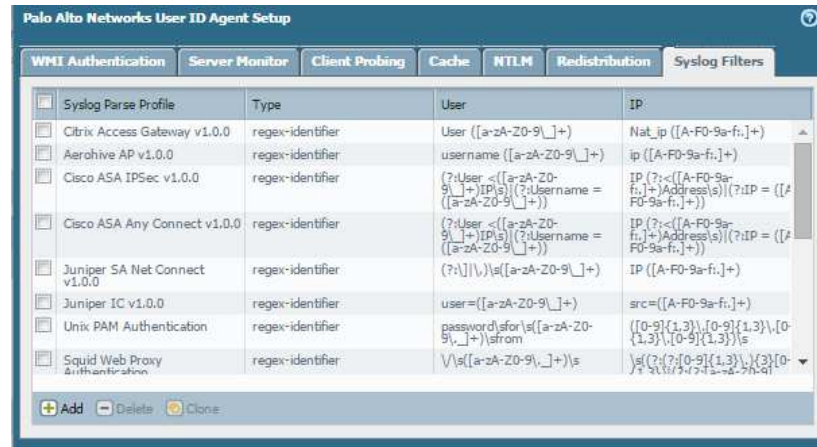 Palo Alto Networks User ID Agent Setup
WMI Authentication Server Monitor Client Probing Cache NTLM Redistribution Syslog Filters
Syslog Parse Profile Type User IP
Citrix Access Gateway v1.0.0 regex-identifier User ([a-zA-Z0-9\_]+) Nat_ip ([A-F0-9a-f:.]+)
Aerohive AP v1.0.0 regex-identifier username ([a-zA-Z0-9\_]+) ip ([A-F0-9a-f:.]+)
Cisco ASA IPSec v1.0.0 regex-identifier (?:User <([a-zA-Z0-
9\_]+)IP\s)|(?:Username =
([a-zA-Z0-9\_]+)) IP (?:<([A-F0-9a-
f:.]+)Address\s)|(?:IP = ([A
F0-9a-f:.]+))
Cisco ASA Any Connect v1.0.0 regex-identifier (?:User <([a-zA-Z0-
9\_]+)IP\s)|(?:Username =
([a-zA-Z0-9\_]+)) IP (?:<([A-F0-9a-
f:.]+)Address\s)|(?:IP = ([A
F0-9a-f:.]+))
Juniper SA Net Connect
v1.0.0 regex-identifier (?:\]|\,)\s([a-zA-Z0-9\_]+) IP ([A-F0-9a-f:.]+)
Juniper IC v1.0.0 regex-identifier user=([a-zA-Z0-9\_]+) src=([A-F0-9a-f:.]+)
Unix PAM Authentication regex-identifier password\sfor\s([a-zA-Z0-
9\._]+)\sfrom ([0-9]{1,3}\.[0-9]{1,3}\.[0-
{1,3}\.[0-9]{1,3})\s
Squid Web Proxy
Authentication regex-identifier \/\s([a-zA-Z0-9\._]+)\s \s((?:(?:[0-9]{1,3}\.){3}[0-
Add Delete Clone